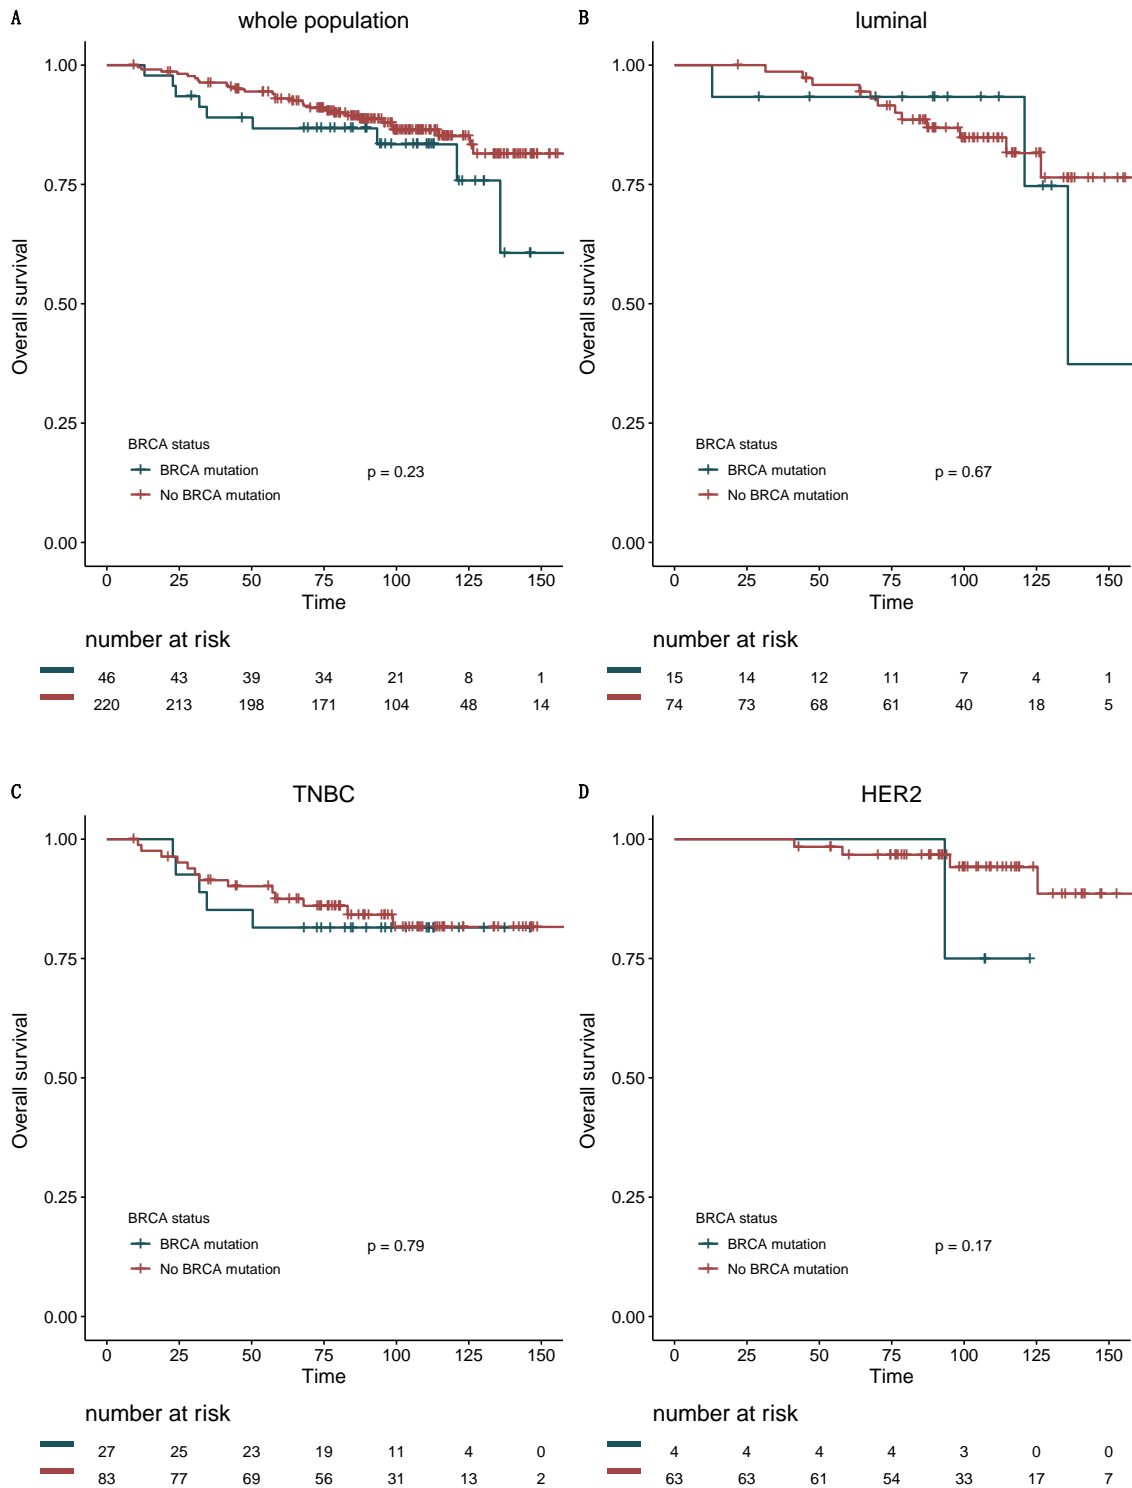 A
whole population
Overall survival
1.00
0.75
0.50
0.25
0.00
BRCA status
BRCA mutation
No BRCA mutation
p = 0.23
0 25 50 75 100 125 150
Time
number at risk
46 43 39 34 21 8 1
220 213 198 171 104 48 14
B
luminal
Overall survival
1.00
0.75
0.50
0.25
0.00
BRCA status
BRCA mutation
No BRCA mutation
p = 0.67
0 25 50 75 100 125 150
Time
number at risk
15 14 12 11 7 4 1
74 73 68 61 40 18 5
C
TNBC
Overall survival
1.00
0.75
0.50
0.25
0.00
BRCA status
BRCA mutation
No BRCA mutation
p = 0.79
0 25 50 75 100 125 150
Time
number at risk
27 25 23 19 11 4 0
83 77 69 56 31 13 2
D
HER2
Overall survival
1.00
0.75
0.50
0.25
0.00
BRCA status
BRCA mutation
No BRCA mutation
p = 0.17
0 25 50 75 100 125 150
Time
number at risk
4 4 4 4 3 0 0
63 63 61 54 33 17 7